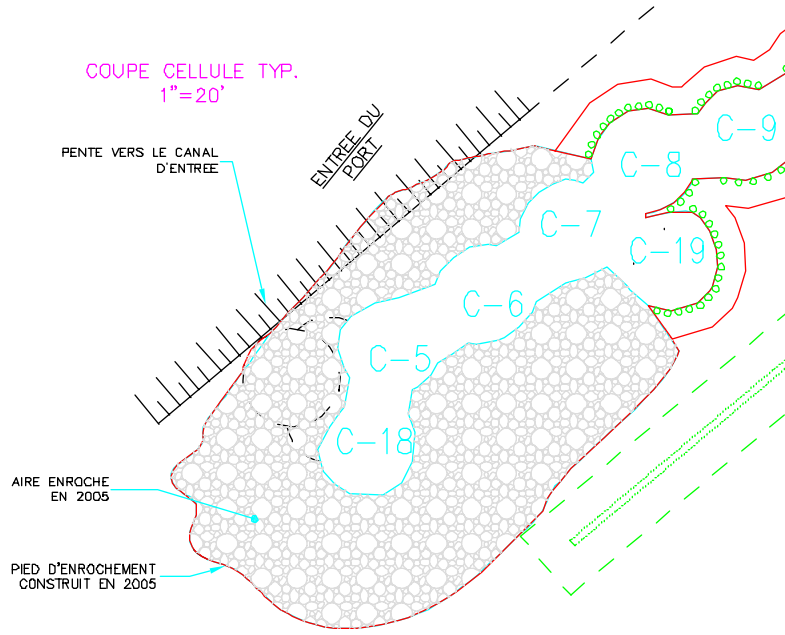 COUPE CELLULE TYP.
1"=20'
PENTE VERS LE CANAL
D'ENTREE
ENTREE DU
PORT
C-9
C-8
C-7
C-19
C-6
C-5
C-18
AIRE ENROCHE
EN 2005
PIED D'ENROCHEMENT
CONSTRUIT EN 2005